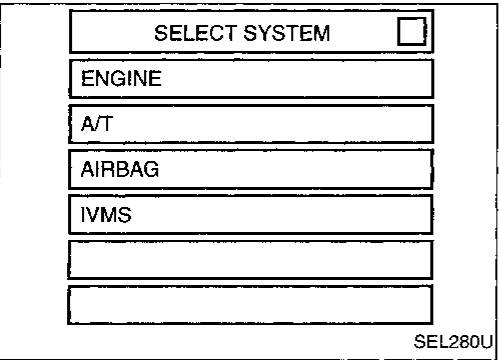 SELECT SYSTEM
ENGINE
A/T
AIRBAG
IVMS
SEL280U